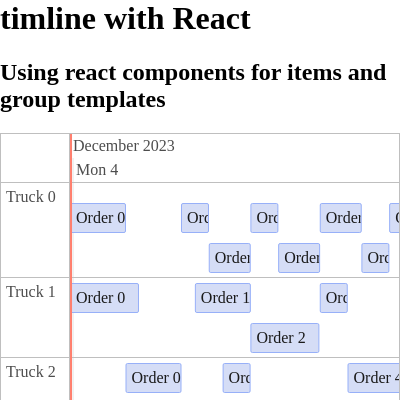 timline with React
Using react components for items and
group templates
December 2023
Mon 4
Truck 0
Order 0 Orc Orc Order
Order Order Orc
Truck 1
Order 0 Order 1 Orc
Order 2
Truck 2
Order 0 Orc Order 4